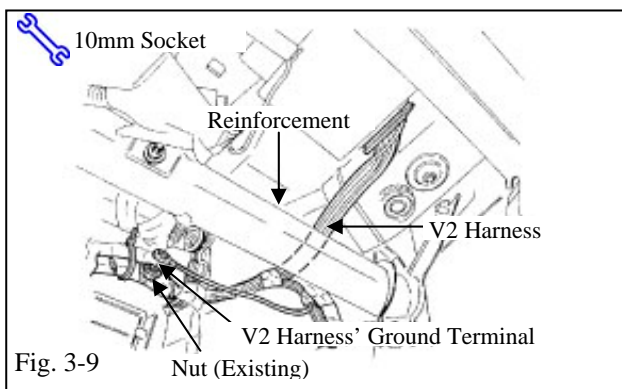 10mm Socket
Reinforcement
V2 Harness
V2 Harness’ Ground Terminal
Nut (Existing)
Fig. 3-9